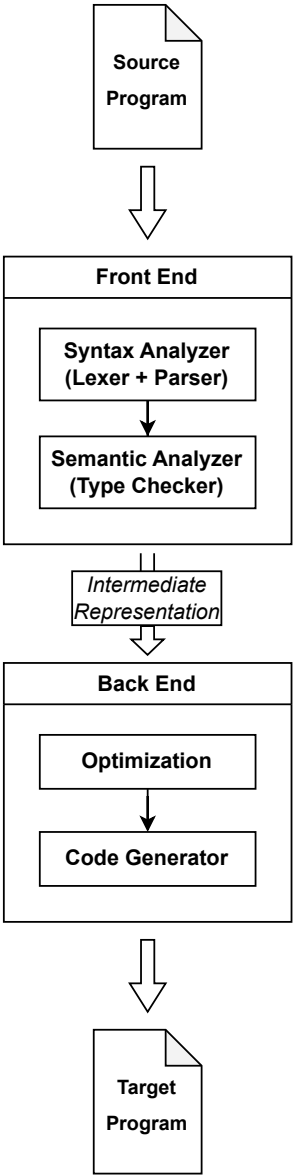 Source
Program
Front End
Syntax Analyzer
(Lexer + Parser)
Semantic Analyzer
(Type Checker)
Intermediate
Representation
Back End
Optimization
Code Generator
Target
Program